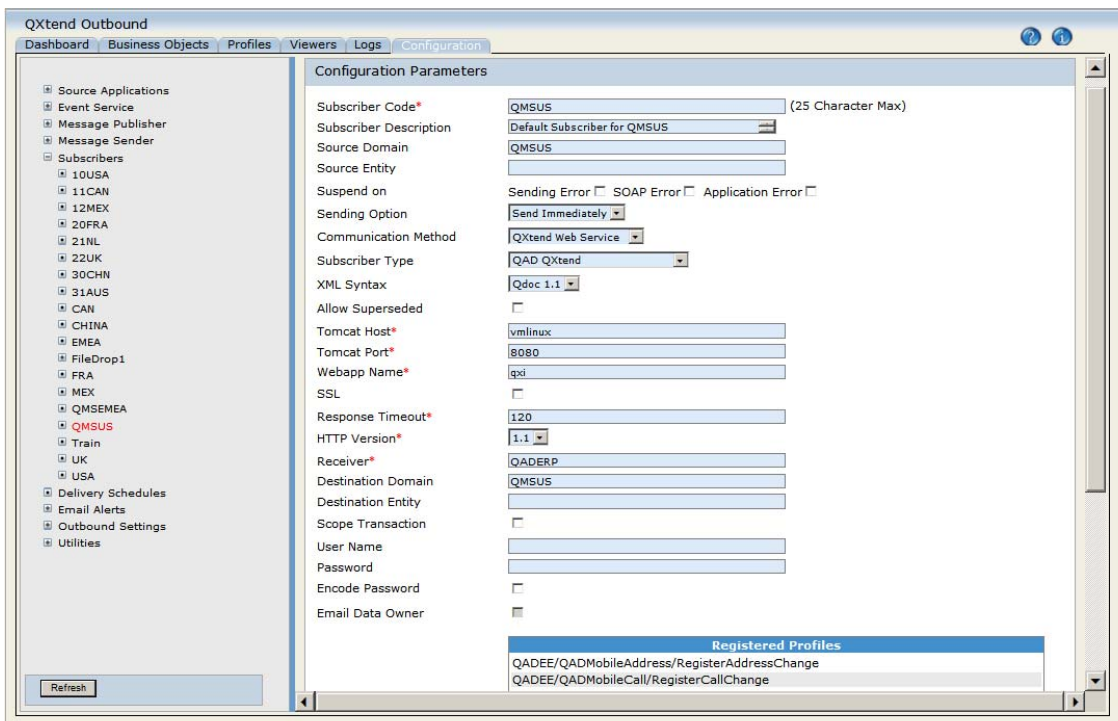 QXtend Outbound
Dashboard Business Objects Profiles Viewers Logs Configuration
Source Applications
Event Service
Message Publisher
Message Sender
Subscribers
10USA
11CAN
12MEX
20FRA
21NL
22UK
30CHN
31AUS
CAN
CHINA
EMEA
FileDrop1
FRA
MEX
QMSEMEA
QMSUS
Train
UK
USA
Delivery Schedules
Email Alerts
Outbound Settings
Utilities
Refresh
Configuration Parameters
Subscriber Code* QMSUS (25 Character Max)
Subscriber Description Default Subscriber for QMSUS
Source Domain QMSUS
Source Entity
Suspend on Sending Error SOAP Error Application Error
Sending Option Send Immediately
Communication Method QXtend Web Service
Subscriber Type QAD QXtend
XML Syntax Qdoc 1.1
Allow Superseded
Tomcat Host* vmlinux
Tomcat Port* 8080
Webapp Name* qxi
SSL
Response Timeout* 120
HTTP Version* 1.1
Receiver* QADERP
Destination Domain QMSUS
Destination Entity
Scope Transaction
User Name
Password
Encode Password
Email Data Owner
Registered Profiles
QADEE/QADMobileAddress/RegisterAddressChange
QADEE/QADMobileCall/RegisterCallChange